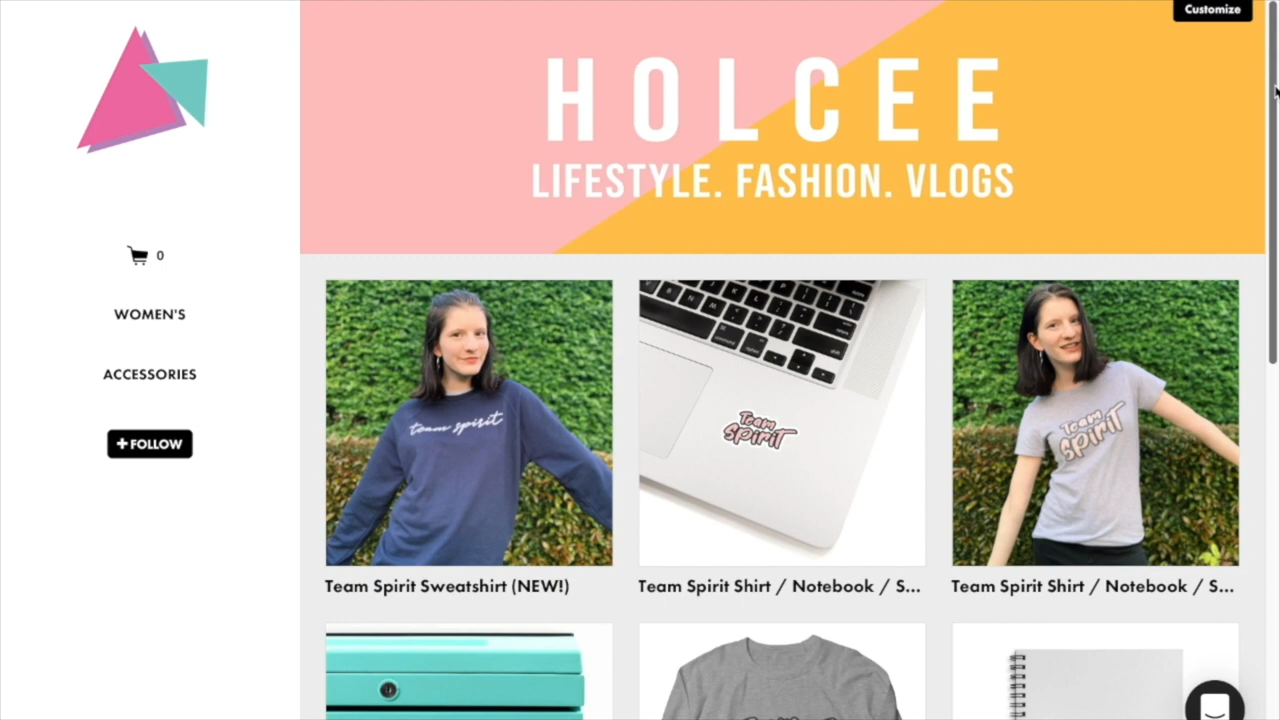 Customize
HOLCEE
LIFESTYLE. FASHION. VLOGS
0
WOMEN'S
ACCESSORIES
+FOLLOW
team spirit
Team
Spirit
Team
Spirit
Team Spirit Sweatshirt (NEW!)
Team Spirit Shirt / Notebook / S...
Team Spirit Shirt / Notebook / S...